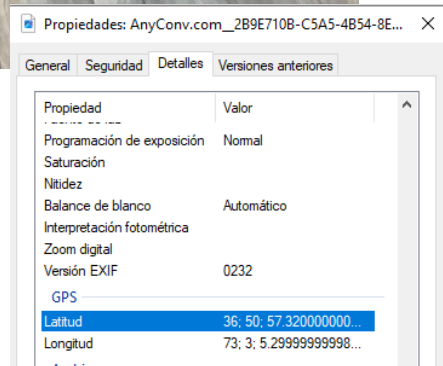 Propiedades: AnyConv.com__2B9E710B-C5A5-4B54-8E...
General Seguridad Detalles Versiones anteriores
Propiedad Valor
Programación de exposición Normal
Saturación
Nitidez
Balance de blanco Automático
Interpretación fotométrica
Zoom digital
Versión EXIF 0232
GPS
Latitud 36; 50; 57.320000000...
Longitud 73; 3; 5.29999999998...